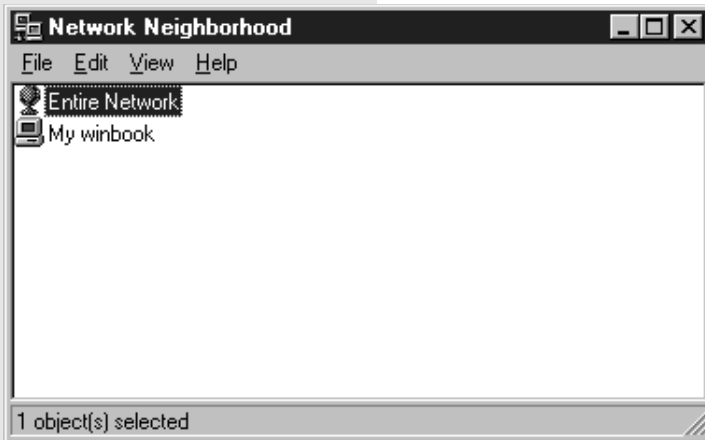 Network Neighborhood
File Edit View Help
Entire Network
My winbook
1 object(s) selected